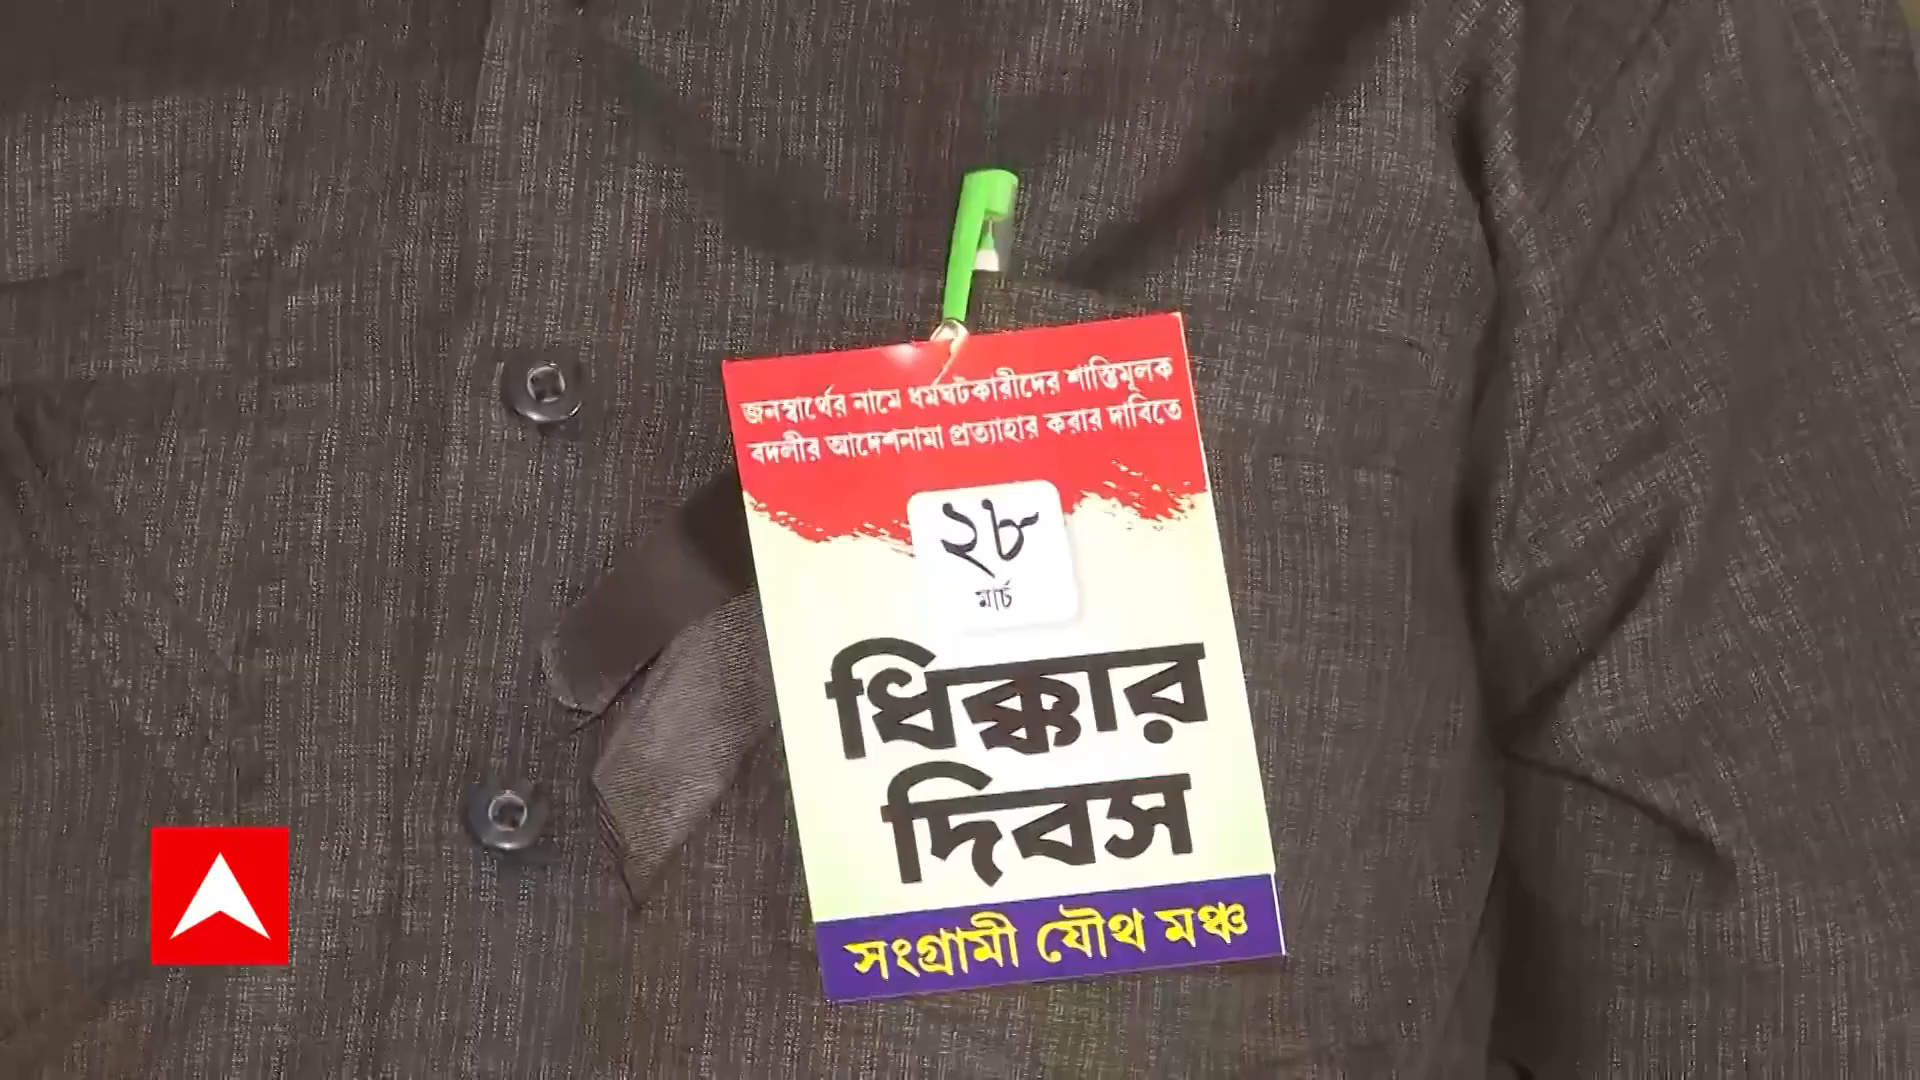 জনস্বার্থের নামে ধর্মঘটকারীদের শাস্তিমূলক
বদলীর আদেশনামা প্রত্যাহার করার দাবিতে
২৮
মার্চ
ধিক্কার
দিবস
সংগ্রামী যৌথ মঞ্চ